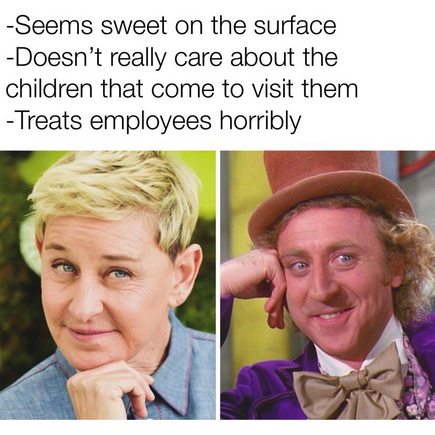 -Seems sweet on the surface
-Doesn’t really care about the
children that come to visit them
-Treats employees horribly